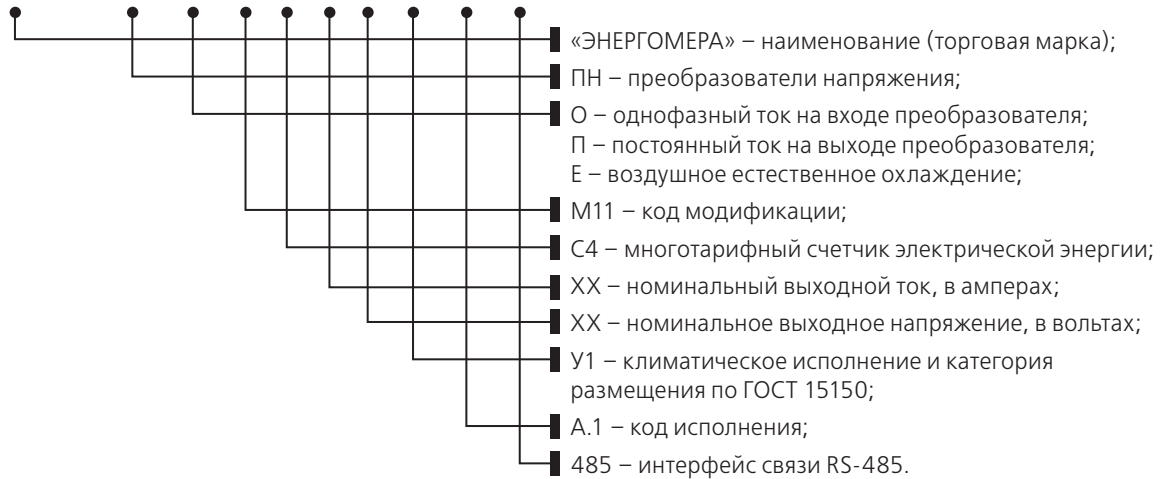 «ЭНЕРГОМЕРА» – наименование (торговая марка);
ПН – преобразователи напряжения;
О – однофазный ток на входе преобразователя;
П – постоянный ток на выходе преобразователя;
Е – воздушное естественное охлаждение;
М11 – код модификации;
С4 – многотарифный счетчик электрической энергии;
ХХ – номинальный выходной ток, в амперах;
ХХ – номинальное выходное напряжение, в вольтах;
У1 – климатическое исполнение и категория
размещения по ГОСТ 15150;
А.1 – код исполнения;
485 – интерфейс связи RS-485.